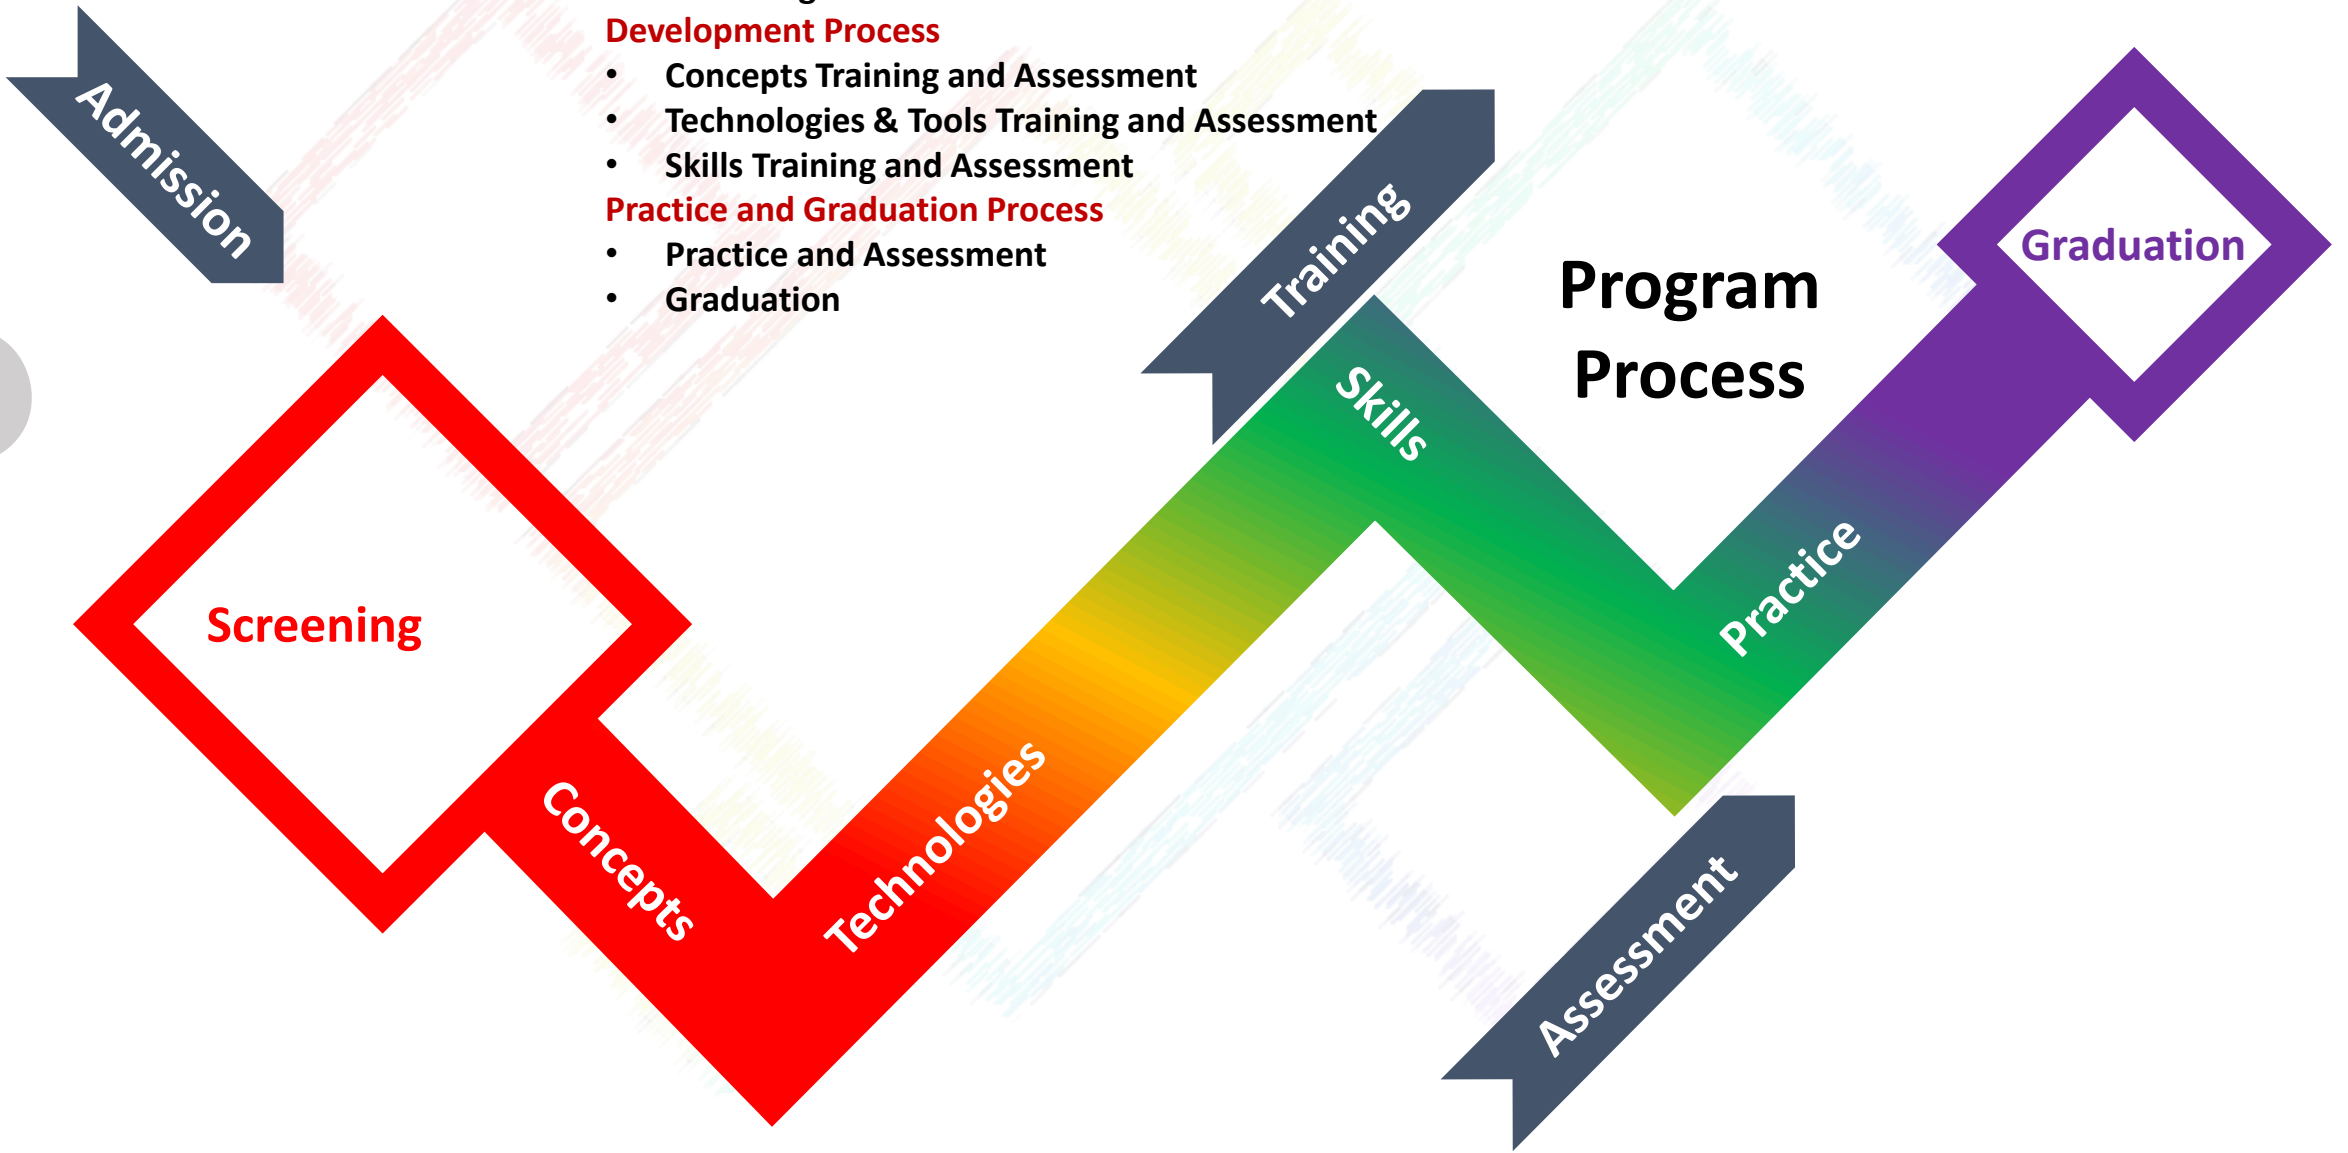 Development Process
• Concepts Training and Assessment
• Technologies & Tools Training and Assessment
• Skills Training and Assessment
Practice and Graduation Process
• Practice and Assessment
• Graduation
Admission
Training
Program
Process
Graduation
Skills
Screening
Practice
Concepts
Technologies
Assessment